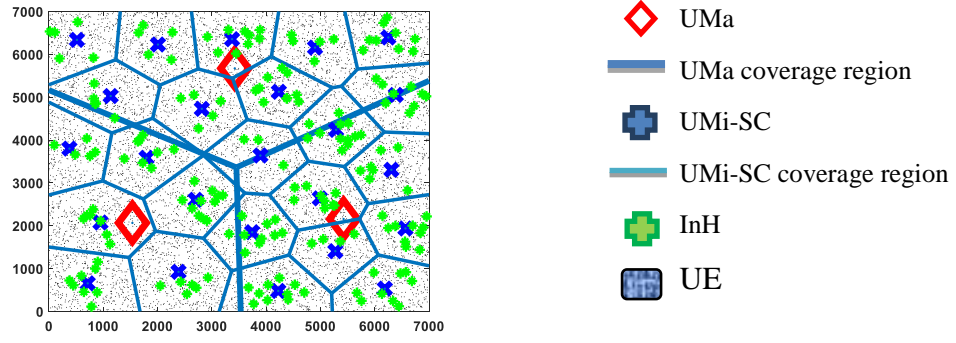 7000
6000
5000
4000
3000
2000
1000
0
0 1000 2000 3000 4000 5000 6000 7000
UMa
UMa coverage region
UMi-SC
UMi-SC coverage region
InH
UE